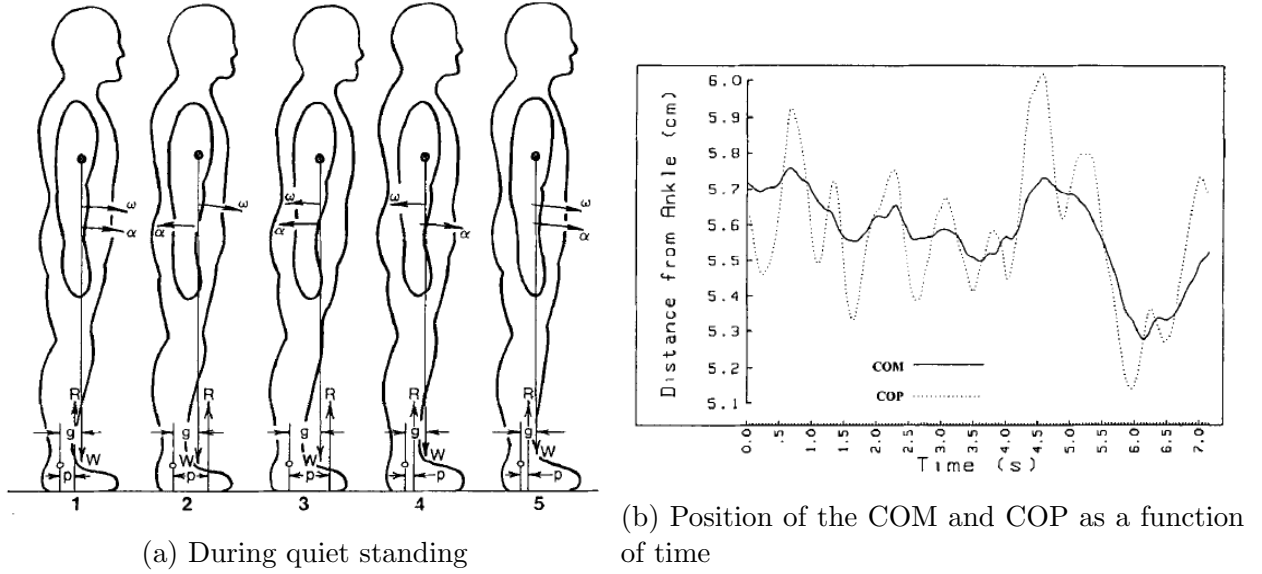 ω
α
R
g
W
p
1
ω
α
R
g
W
p
2
ω
α
R
g
W
p
3
ω
α
R
g
W
p
4
ω
α
R
g
W
p
5
(a) During quiet standing
Distance from Ankle (cm)
6.0
5.9
5.8
5.7
5.6
5.5
5.4
5.3
5.2
5.1
COM
COP
0.0
.5
1.0
1.5
2.0
2.5
3.0
3.5
4.0
4.5
5.0
5.5
6.0
6.5
7.0
Time (s)
(b) Position of the COM and COP as a function
of time